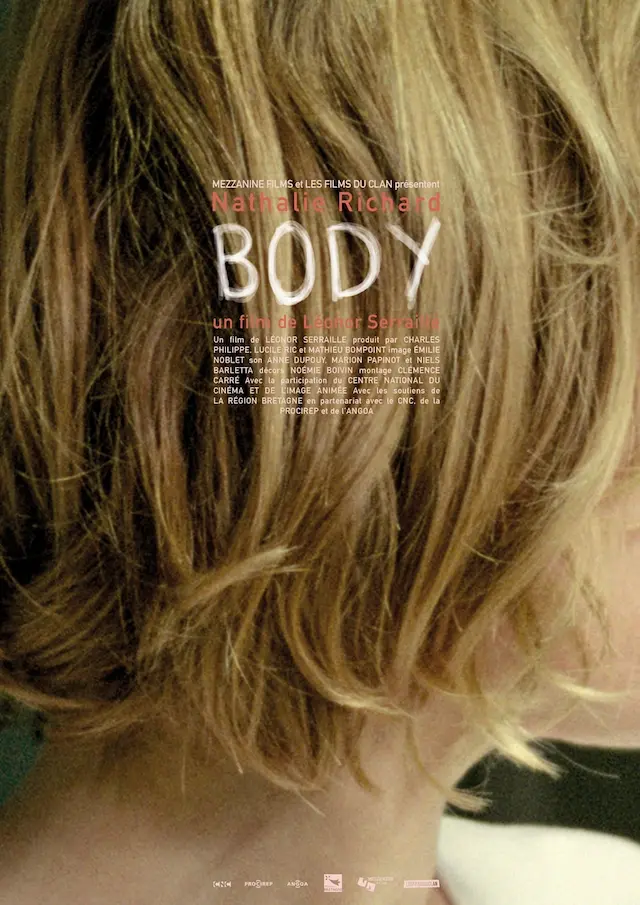 MEZZANINE FILMS et LES FILMS DU CLAN présentent
Nathalie Richard
BODY
un film de Léonor Serraille
Un film de LÉONOR SERRAILLE produit par CHARLES
PHILIPPE, LUCILE RIC et MATHIEU BOMPOINT image ÉMILIE
NOBLET son ANNE DUPOUY, MARION PAPINOT et NIELS
BARLETTA décors NOÉMIE BOIVIN montage CLÉMENCE
CARRÉ Avec la participation du CENTRE NATIONAL DU
CINÉMA ET DE L'IMAGE ANIMÉE Avec les soutiens de
LA RÉGION BRETAGNE en partenariat avec le CNC, de la
PROCIREP et de l'ANGOA
CNC PROCIREP ANGOA